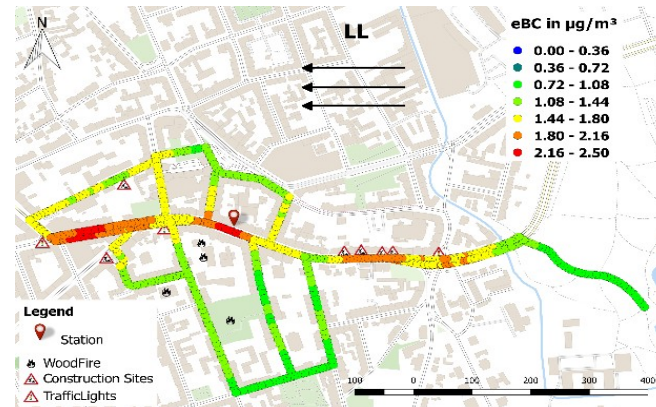 N
LL
eBC in µg/m³
0.00 - 0.36
0.36 - 0.72
0.72 - 1.08
1.08 - 1.44
1.44 - 1.80
1.80 - 2.16
2.16 - 2.50
Legend
Station
WoodFire
Construction Sites
TrafficLights
100 0 100 200 300 400